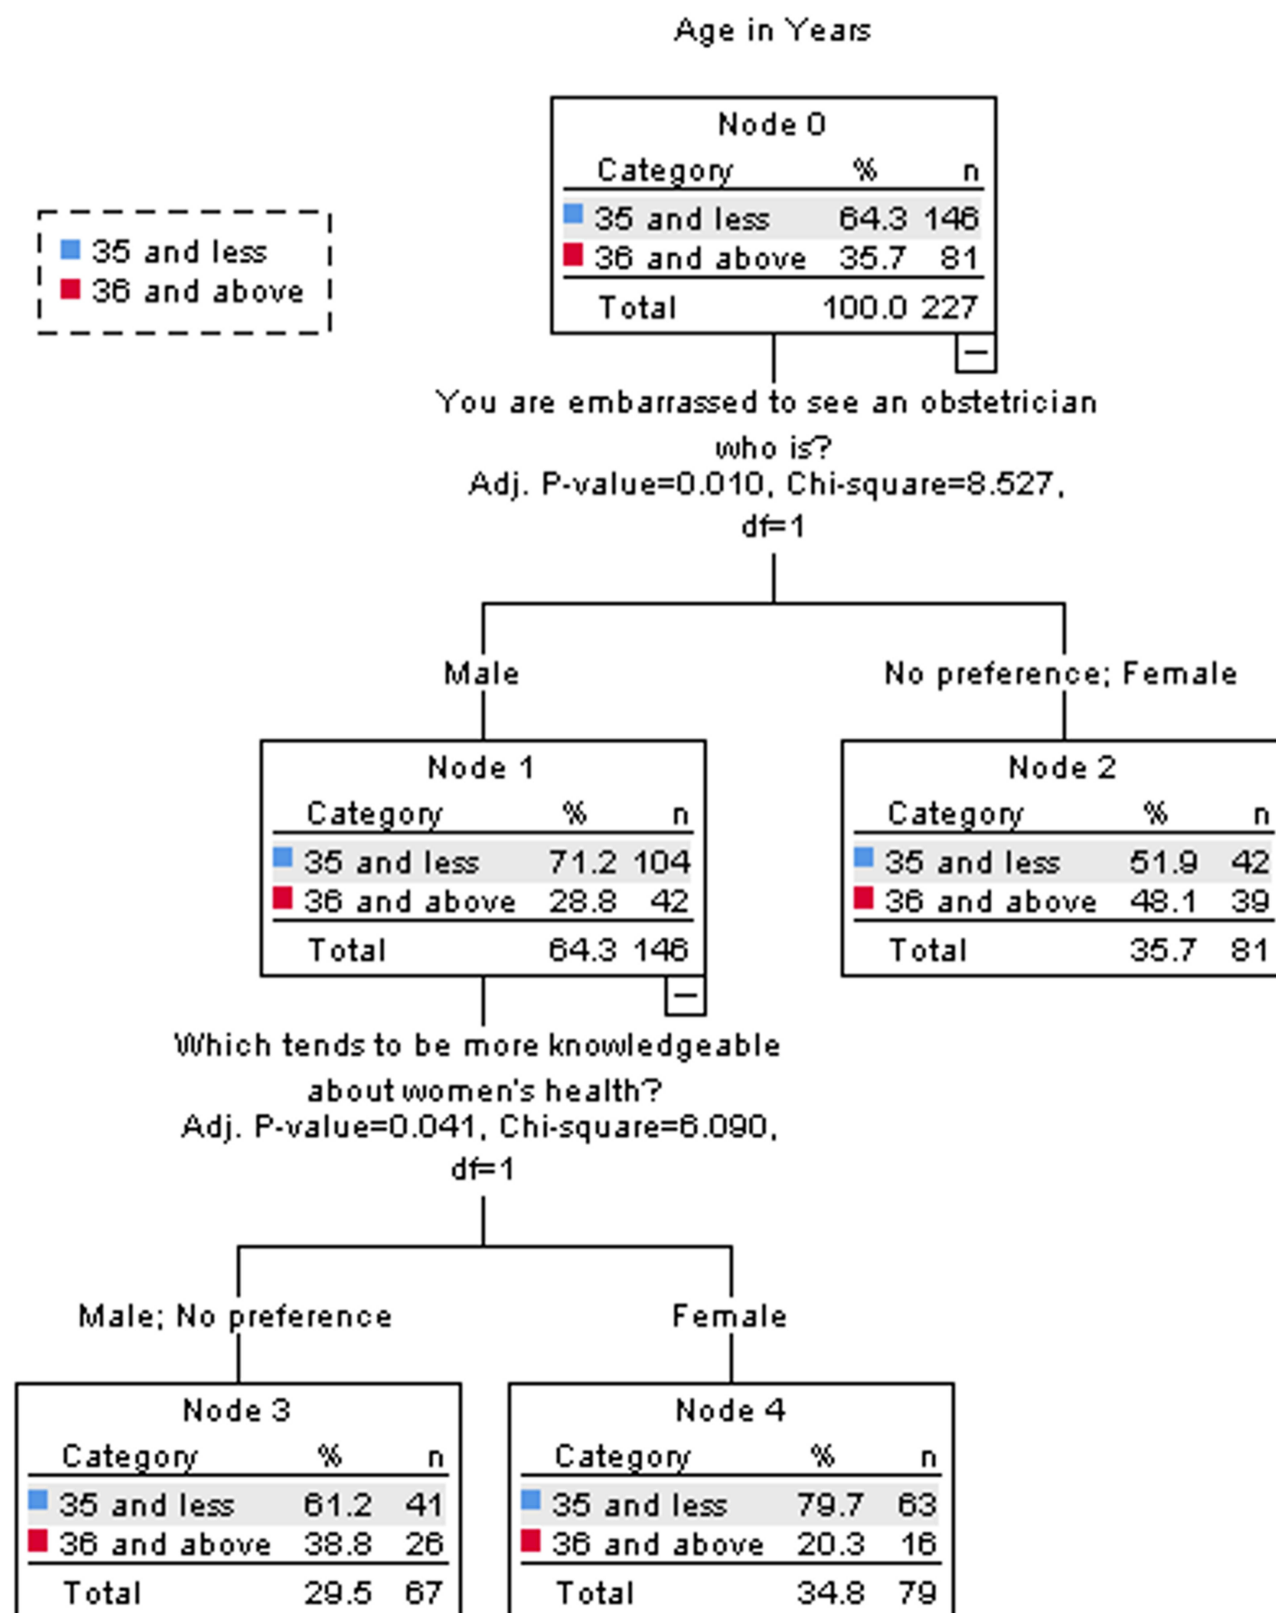 Age in Years
35 and less
36 and above
Node 0
Category % n
35 and less 64.3 146
36 and above 35.7 81
Total 100.0 227
You are embarrassed to see an obstetrician
who is?
Adj. P-value=0.010, Chi-square=8.527,
df=1
Male
No preference; Female
Node 1
Category % n
35 and less 71.2 104
36 and above 28.8 42
Total 64.3 146
Node 2
Category % n
35 and less 51.9 42
36 and above 48.1 39
Total 35.7 81
Which tends to be more knowledgeable
about women's health?
Adj. P-value=0.041, Chi-square=6.090,
df=1
Male; No preference
Female
Node 3
Category % n
35 and less 61.2 41
36 and above 38.8 26
Total 29.5 67
Node 4
Category % n
35 and less 79.7 63
36 and above 20.3 16
Total 34.8 79